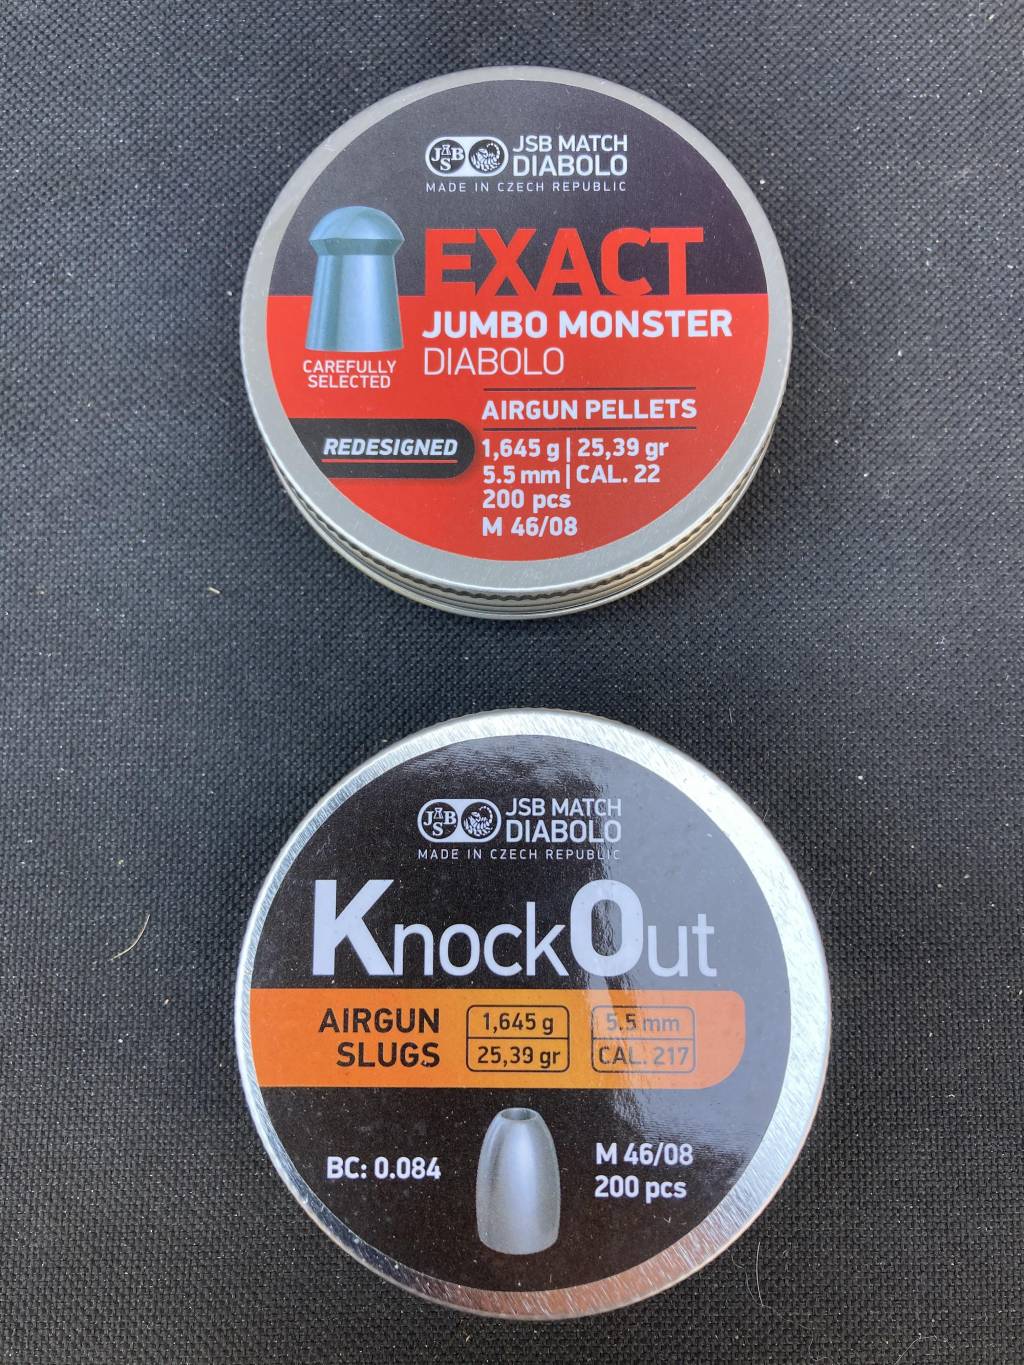 JSB
JSB MATCH
DIABOLO
MADE IN CZECH REPUBLIC
EXACT
JUMBO MONSTER
DIABOLO
CAREFULLY
SELECTED
AIRGUN PELLETS
REDESIGNED
1,645 g | 25,39 gr
5.5 mm | CAL. 22
200 pcs
M 46/08
JSB
JSB MATCH
DIABOLO
MADE IN CZECH REPUBLIC
KnockOut
AIRGUN
SLUGS
1,645 g
25,39 gr
5.5 mm
CAL. 217
BC: 0.084
M 46/08
200 pcs